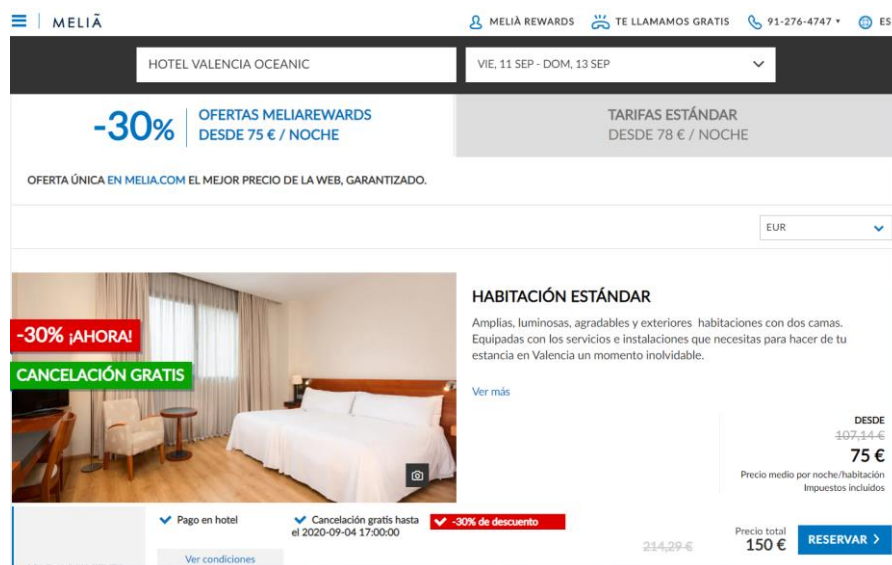 MELIÃ
MELIÀ REWARDS
TE LLAMAMOS GRATIS
91-276-4747
ES
HOTEL VALENCIA OCEANIC
VIE, 11 SEP - DOM, 13 SEP
-30%
OFERTAS MELIAREWARDS
DESDE 75 € / NOCHE
TARIFAS ESTÁNDAR
DESDE 78 € / NOCHE
OFERTA ÚNICA EN MELIA.COM EL MEJOR PRECIO DE LA WEB, GARANTIZADO.
EUR
-30% ¡AHORA!
CANCELACIÓN GRATIS
HABITACIÓN ESTÁNDAR
Amplias, luminosas, agradables y exteriores habitaciones con dos camas.
Equipadas con los servicios e instalaciones que necesitas para hacer de tu
estancia en Valencia un momento inolvidable.
Ver más
DESDE
107,14 €
75 €
Precio medio por noche/habitación
Impuestos incluidos
Pago en hotel
Cancelación gratis hasta
el 2020-09-04 17:00:00
-30% de descuento
Ver condiciones
214,29 €
Precio total
150 €
RESERVAR